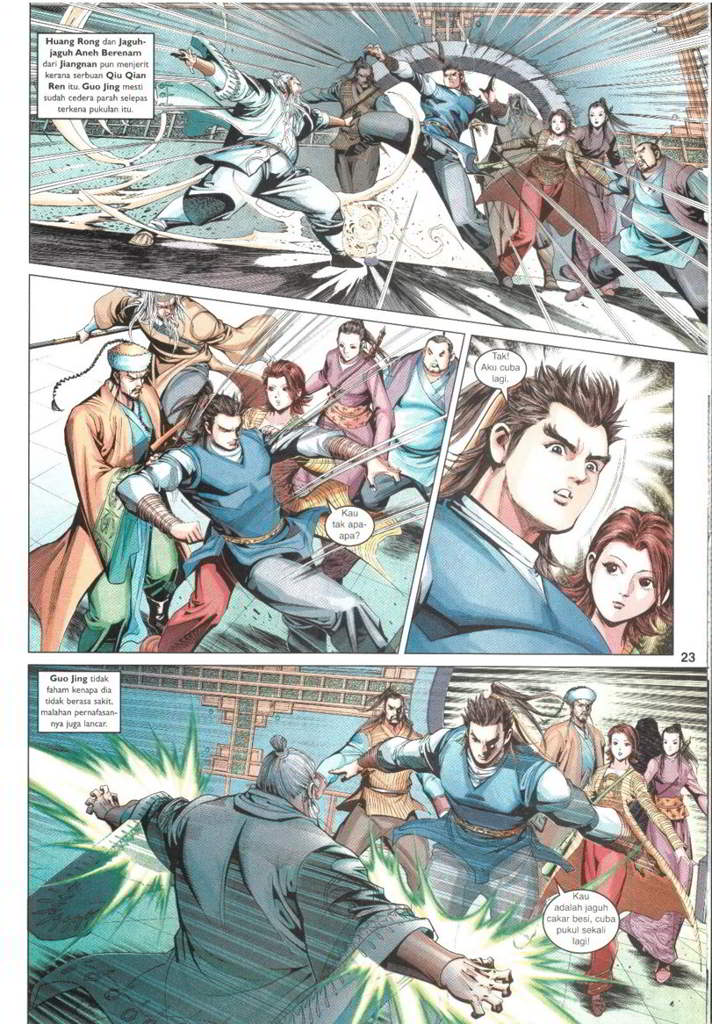 Huang Rong dan Jaguh-
jaguh Aneh Berenam
dari Jiangnan pun menjerit
kerana serbuan Qiu Qian
Ren itu. Guo Jing mesti
sudah cedera parah selepas
terkena pukulan itu.
Kau
tak apa-
apa?
Tak!
Aku cuba
lagi.
23
Guo Jing tidak
faham kenapa dia
tidak berasa sakit,
malahan pernafasan-
nya juga lancar.
Kau
adalah jaguh
cakar besi, cuba
pukul sekali
lagi!